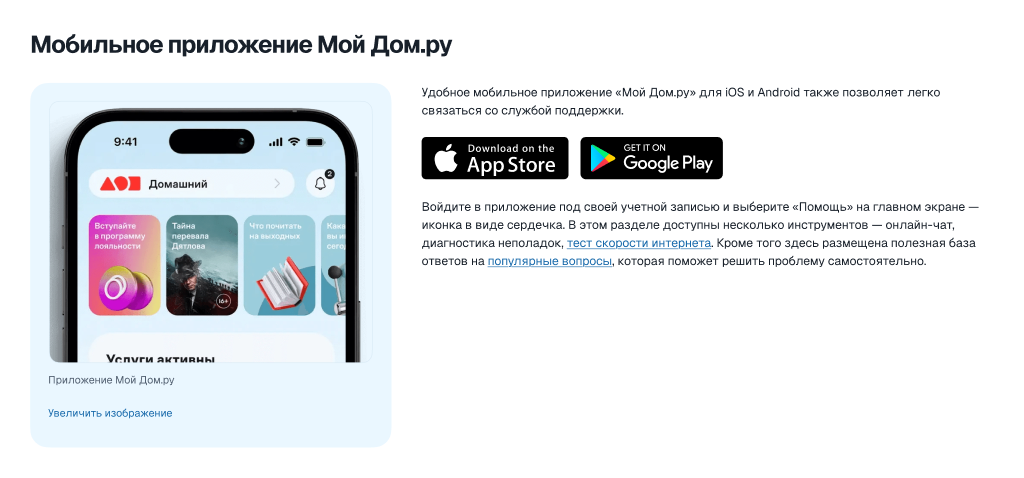 Мобильное приложение Мой Дом.ру
Удобное мобильное приложение «Мой Дом.ру» для iOS и Android также позволяет легко
связаться со службой поддержки.
Download on the
App Store
GET IT ON
Google Play
Войдите в приложение под своей учетной записью и выберите «Помощь» на главном экране —
иконка в виде сердечка. В этом разделе доступны несколько инструментов — онлайн-чат,
диагностика неполадок, тест скорости интернета. Кроме того здесь размещена полезная база
ответов на популярные вопросы, которая поможет решить проблему самостоятельно.
9:41
Домашний
2
Вступайте
в программу
лояльности
Тайна
перевала
Дятлова
16+
Что почитать
на выходных
Услуги активны
Приложение Мой Дом.ру
Увеличить изображение